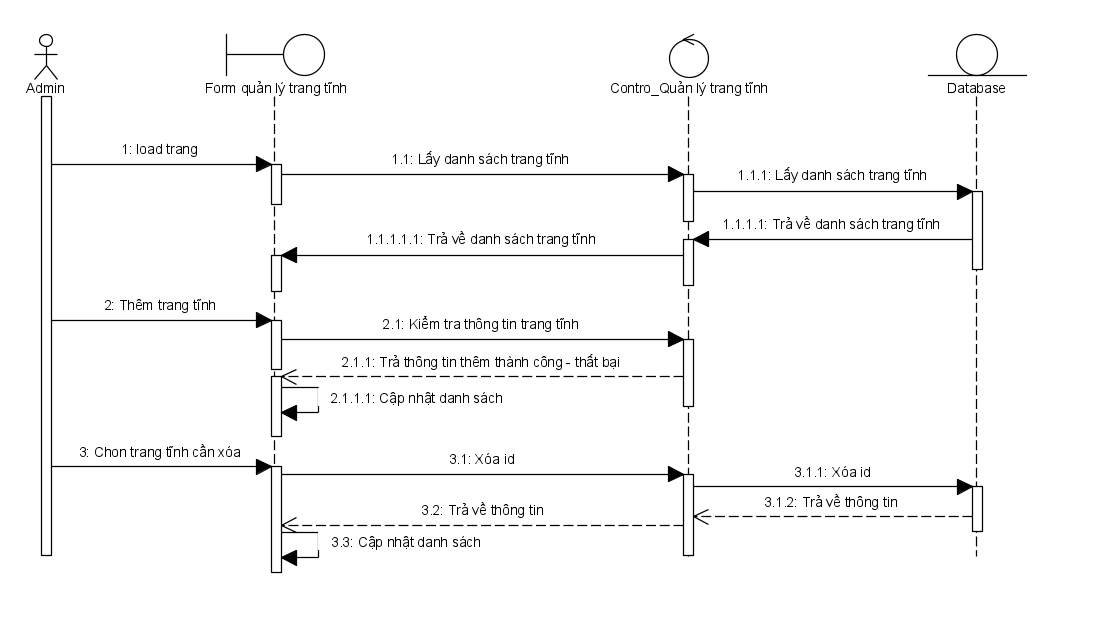 Admin
Form quản lý trang tĩnh
Contro_Quản lý trang tĩnh
Database
1: load trang
1.1: Lấy danh sách trang tĩnh
1.1.1: Lấy danh sách trang tĩnh
1.1.1.1: Trả về danh sách trang tĩnh
1.1.1.1.1: Trả về danh sách trang tĩnh
2: Thêm trang tĩnh
2.1: Kiểm tra thông tin trang tĩnh
2.1.1: Trả thông tin thêm thành công - thất bại
2.1.1.1: Cập nhật danh sách
3: Chon trang tĩnh cần xóa
3.1: Xóa id
3.1.1: Xóa id
3.1.2: Trả về thông tin
3.2: Trả về thông tin
3.3: Cập nhật danh sách